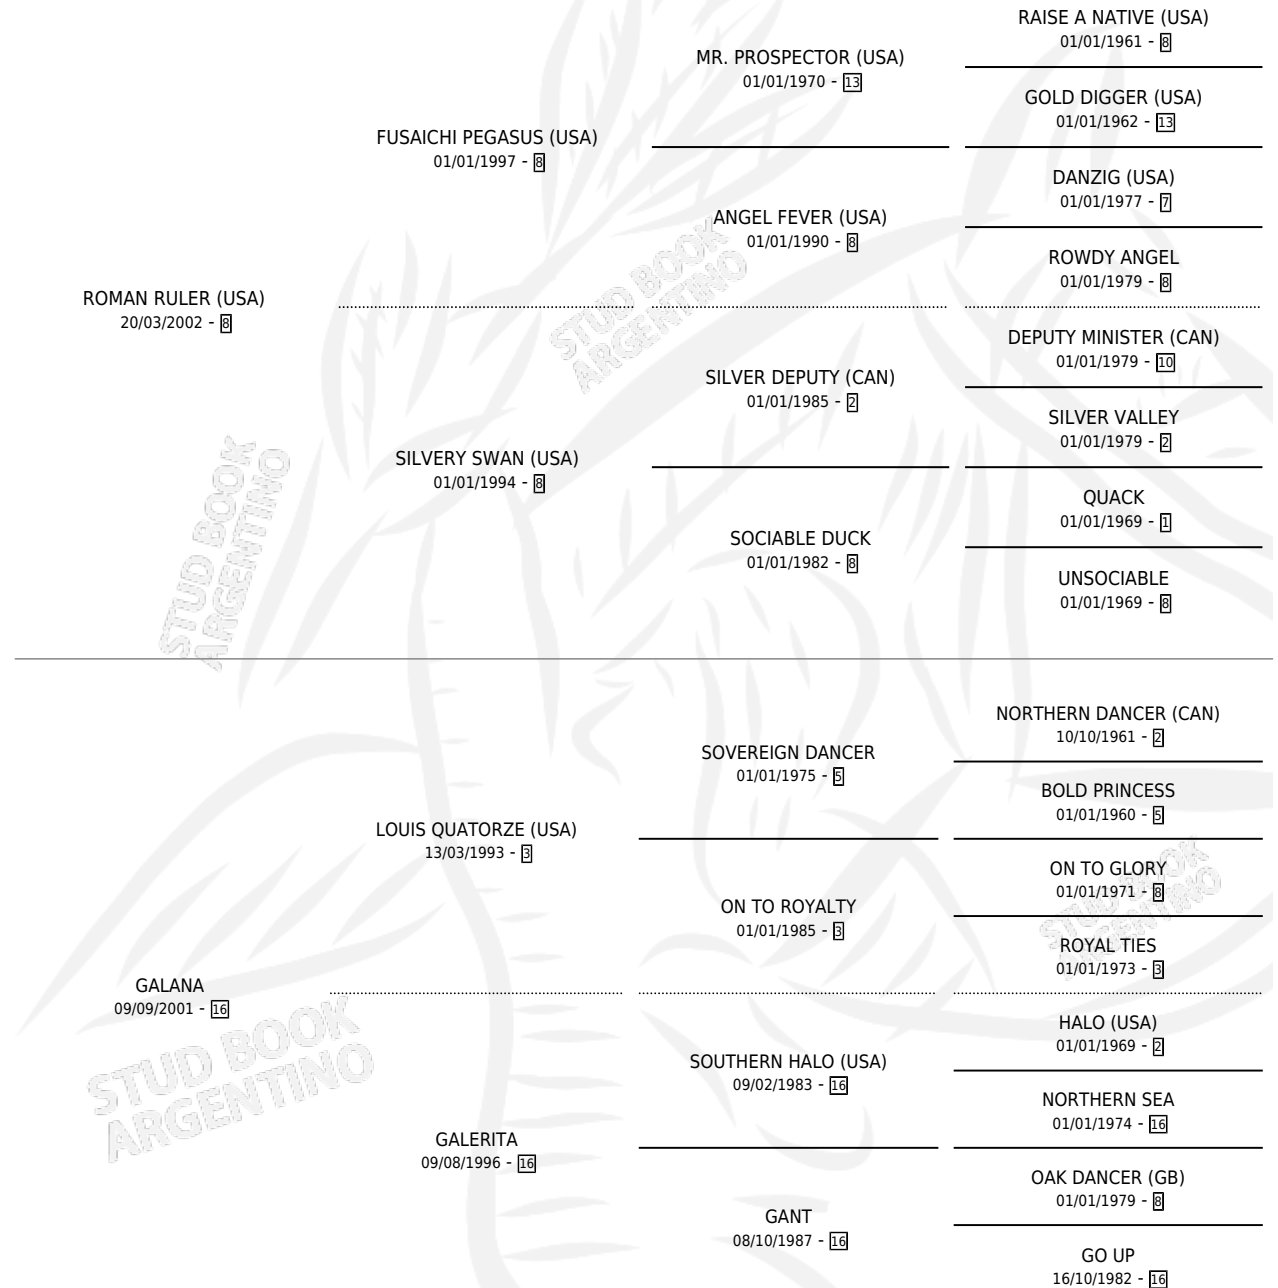 RAISE A NATIVE (USA)
01/01/1961 - 8
MR. PROSPECTOR (USA)
01/01/1970 - 13
GOLD DIGGER (USA)
01/01/1962 - 13
FUSAICHI PEGASUS (USA)
01/01/1997 - 8
DANZIG (USA)
01/01/1977 - 7
ANGEL FEVER (USA)
01/01/1990 - 8
ROWDY ANGEL
01/01/1979 - 8
ROMAN RULER (USA)
20/03/2002 - 8
DEPUTY MINISTER (CAN)
01/01/1979 - 10
SILVER DEPUTY (CAN)
01/01/1985 - 2
SILVER VALLEY
01/01/1979 - 2
SILVERY SWAN (USA)
01/01/1994 - 8
QUACK
01/01/1969 - 1
SOCIABLE DUCK
01/01/1982 - 8
UNSOCIABLE
01/01/1969 - 8
STUD BOOK
ARGENTINO
STUD BOOK
ARGENTINO
NORTHERN DANCER (CAN)
10/10/1961 - 2
SOVEREIGN DANCER
01/01/1975 - 5
BOLD PRINCESS
01/01/1960 - 5
LOUIS QUATORZE (USA)
13/03/1993 - 3
ON TO GLORY
01/01/1971 - 8
ON TO ROYALTY
01/01/1985 - 3
ROYAL TIES
01/01/1973 - 3
STUD BOOK
ARGENTINO
GALANA
09/09/2001 - 16
HALO (USA)
01/01/1969 - 2
SOUTHERN HALO (USA)
09/02/1983 - 16
NORTHERN SEA
01/01/1974 - 16
GALERITA
09/08/1996 - 16
OAK DANCER (GB)
01/01/1979 - 8
GANT
08/10/1987 - 16
GO UP
16/10/1982 - 16
STUD BOOK
ARGENTINO